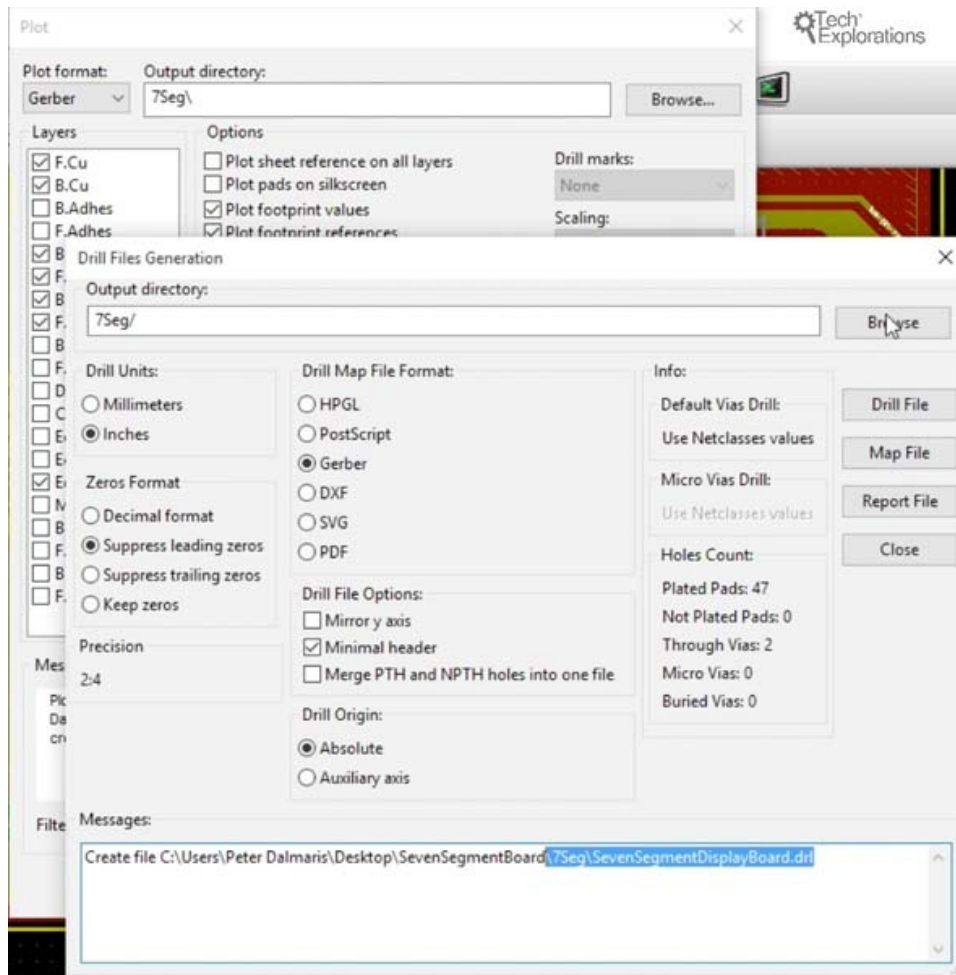 Plot
Tech
Explorations
Plot format:
Output directory:
Gerber
7Seg\
Browse...
Layers
Options
F.Cu
B.Cu
B.Adhes
F.Adhes
Plot sheet reference on all layers
Plot pads on silkscreen
Plot footprint values
Plot footprint references
Drill marks:
None
Scaling:
Drill Files Generation
Output directory:
7Seg/
Drill Units:
Millimeters
Inches
Zeros Format
Decimal format
Suppress leading zeros
Suppress trailing zeros
Keep zeros
Precision
2:4
Drill Map File Format:
HPGL
PostScript
Gerber
DXF
SVG
PDF
Drill File Options:
Mirror y axis
Minimal header
Merge PTH and NPTH holes into one file
Drill Origin:
Absolute
Auxiliary axis
Info:
Default Vias Drill:
Use Netclasses values
Micro Vias Drill:
Use Netclasses values
Holes Count:
Plated Pads: 47
Not Plated Pads: 0
Through Vias: 2
Micro Vias: 0
Buried Vias: 0
Drill File
Map File
Report File
Close
Messages:
Create file C:\Users\Peter Dalmaris\Desktop\SevenSegmentBoard\7Seg\SevenSegmentDisplayBoard.drl